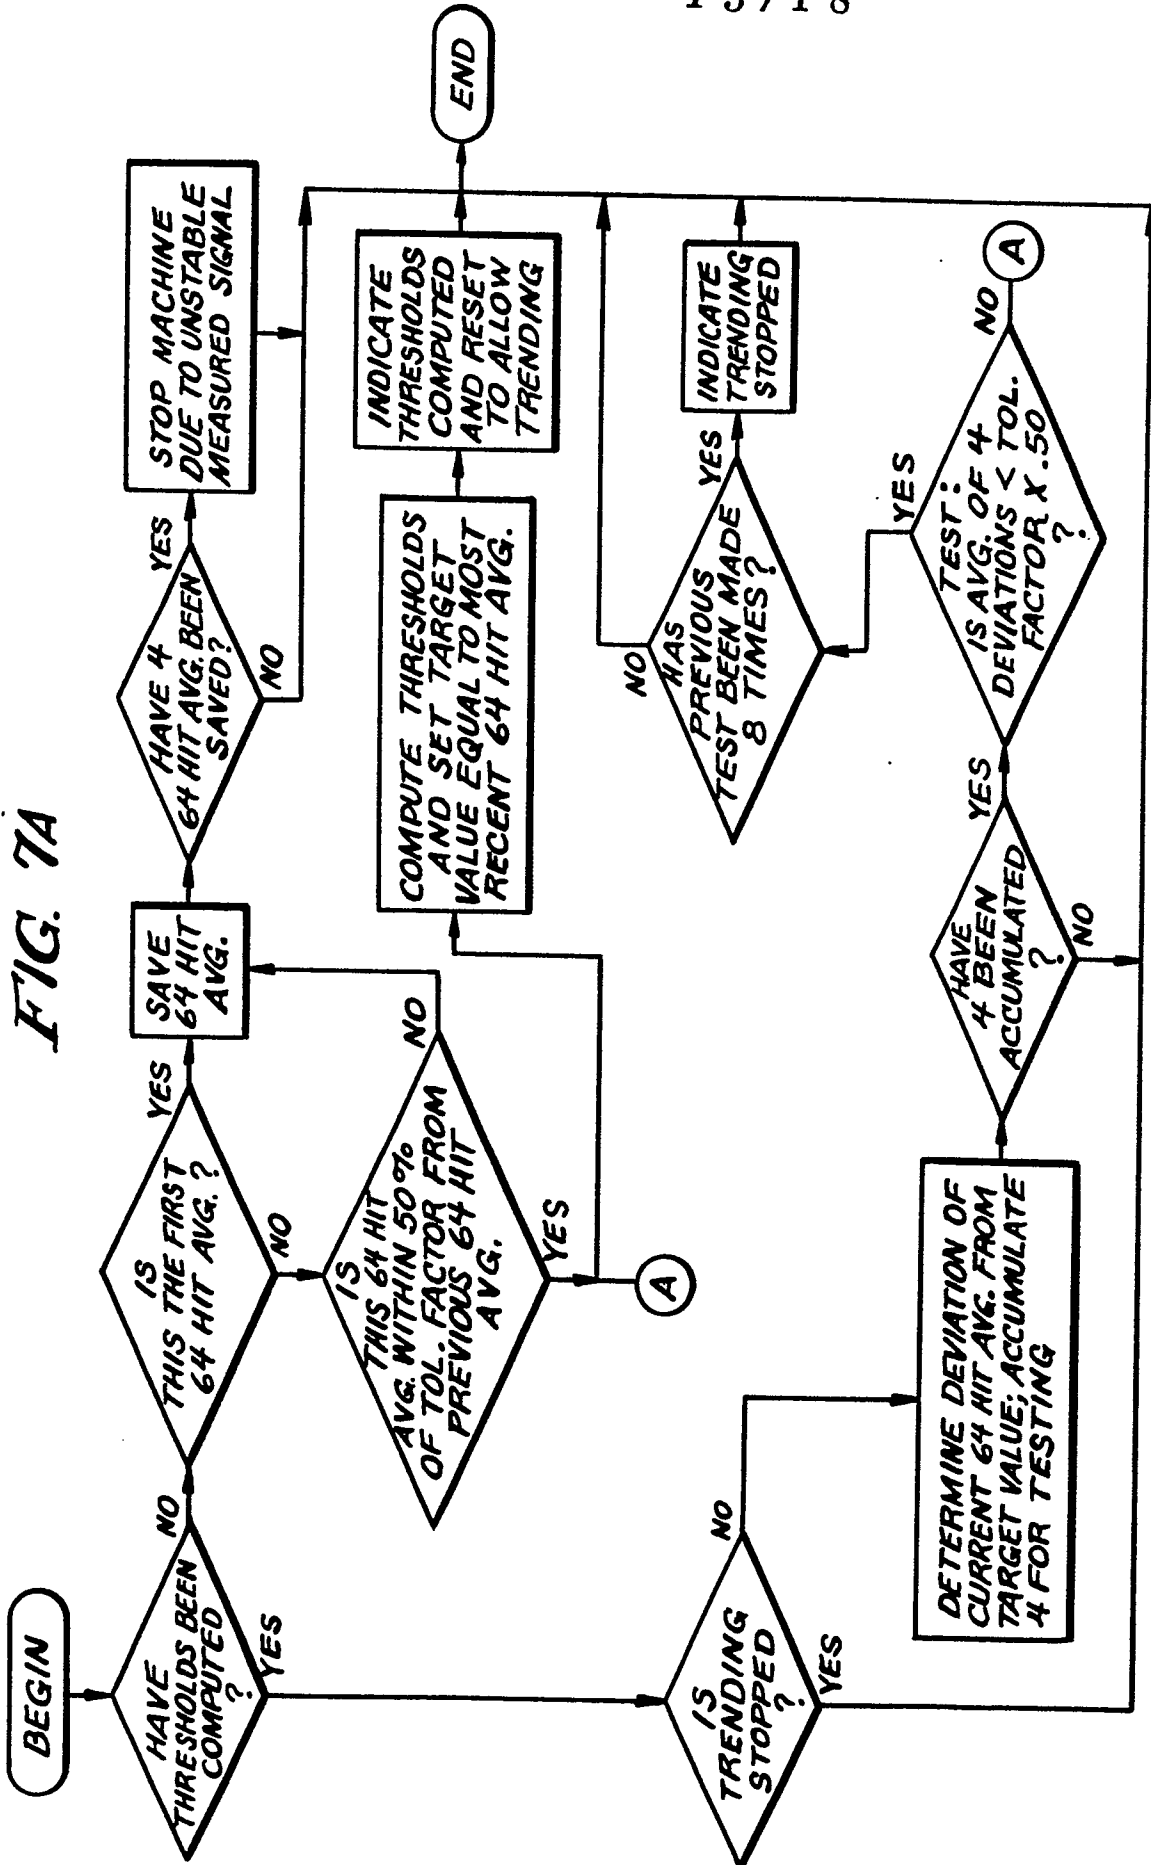 13718
FIG. 7A
BEGIN
HAVE
THRESHOLDS BEEN
COMPUTED
?
NO
YES
IS
THIS THE FIRST
64 HIT AVG.?
YES
NO
SAVE
64 HIT
AVG.
HAVE 4
64 HIT AVG. BEEN
SAVED?
YES
NO
STOP MACHINE
DUE TO UNSTABLE
MEASURED SIGNAL
IS
THIS 64 HIT
AVG. WITHIN 50%
OF TOL. FACTOR FROM
PREVIOUS 64 HIT
AVG.
NO
YES
A
COMPUTE THRESHOLDS
AND SET TARGET
VALUE EQUAL TO MOST
RECENT 64 HIT AVG.
INDICATE
THRESHOLDS
COMPUTED
AND RESET
TO ALLOW
TRENDING
END
IS
TRENDING
STOPPED
?
NO
YES
DETERMINE DEVIATION OF
CURRENT 64 HIT AVG. FROM
TARGET VALUE; ACCUMULATE
4 FOR TESTING
HAVE
4 BEEN
ACCUMULATED
?
YES
NO
TEST:
IS AVG. OF 4
DEVIATIONS < TOL.
FACTOR X .50
?
NO
A
YES
HAS
PREVIOUS
TEST BEEN MADE
8 TIMES?
NO
YES
INDICATE
TRENDING
STOPPED